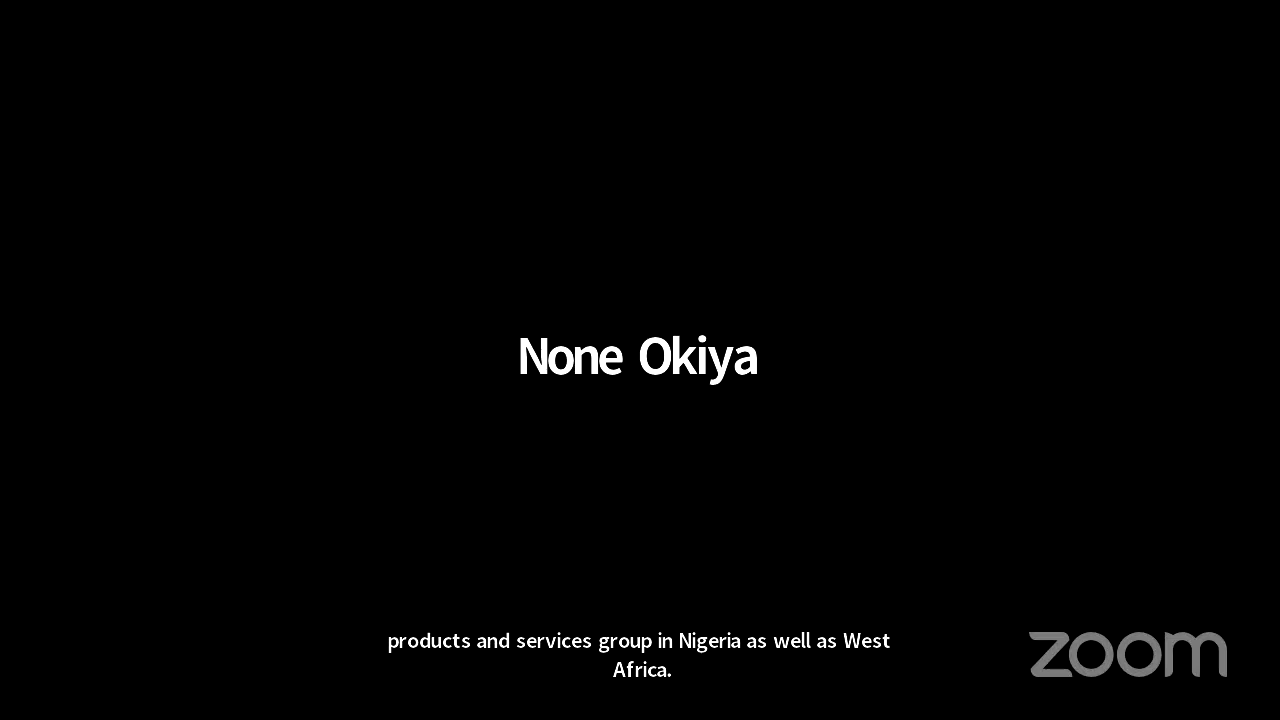 None Okiya
products and services group in Nigeria as well as West
Africa.
zoom